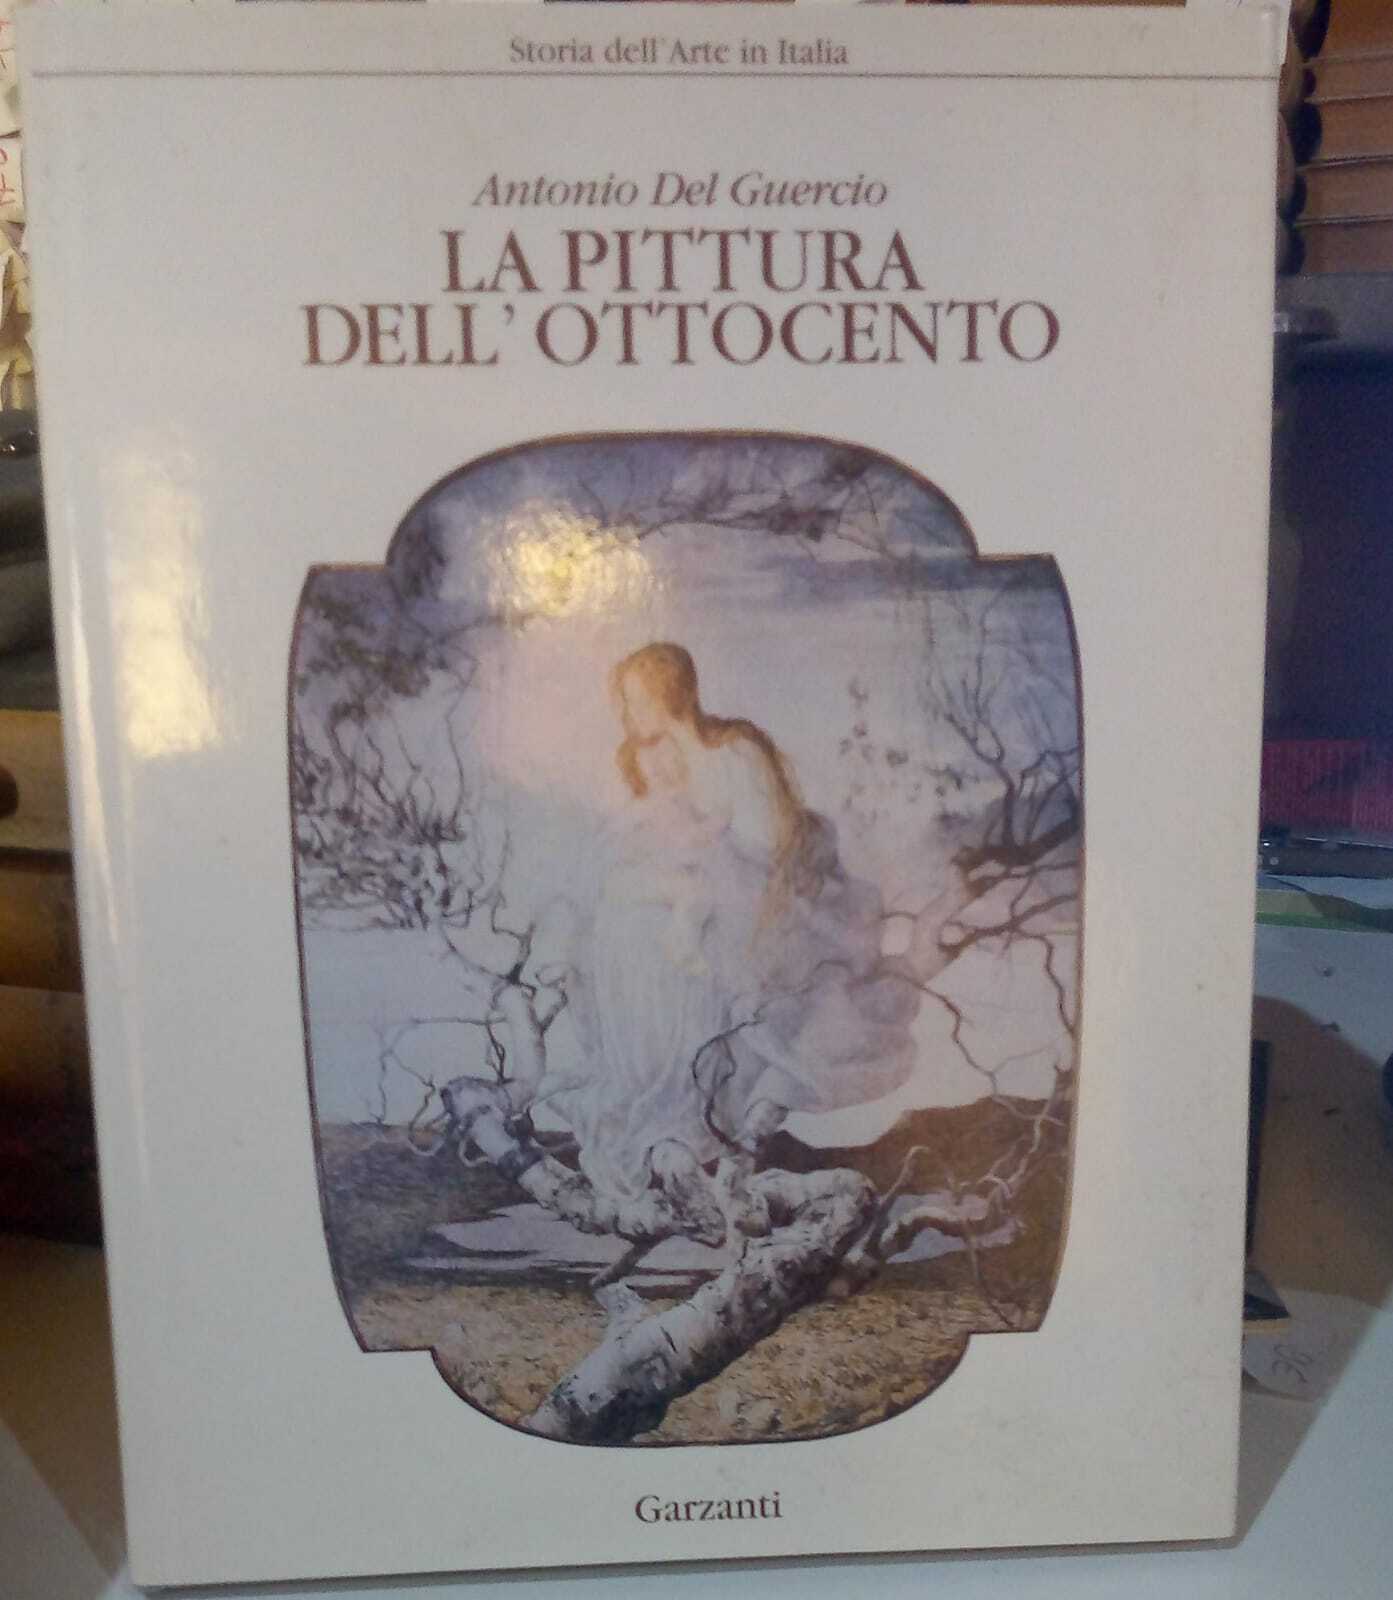 Storia dell'Arte in Italia
Antonio Del Guercio
LA PITTURA
DELL'OTTOCENTO
Garzanti